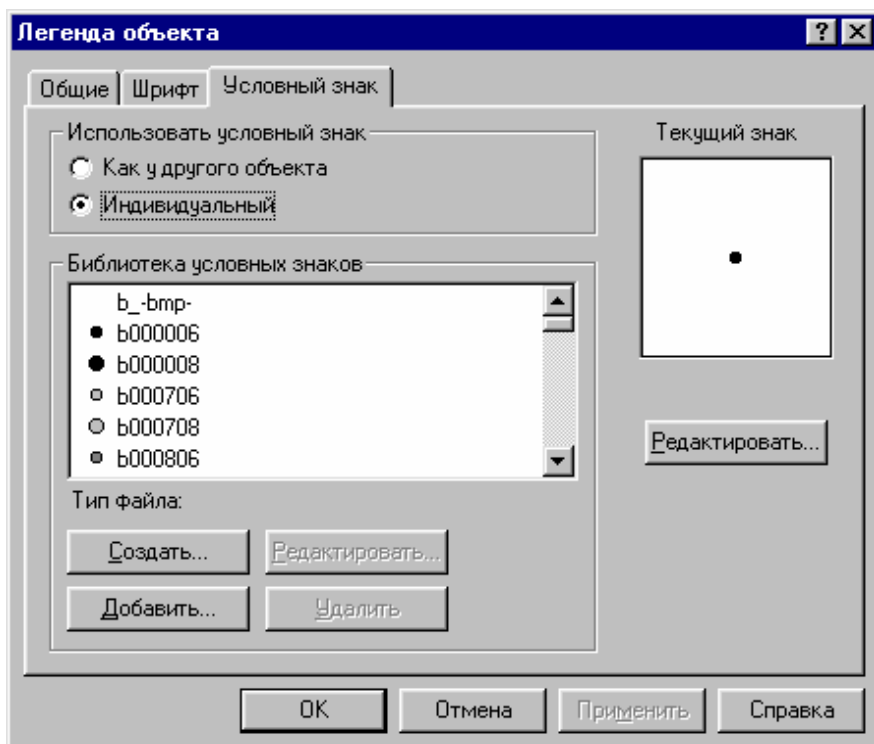 Легенда объекта
Общие Шрифт Условный знак
Использовать условный знак
Как у другого объекта
Индивидуальный
Текущий знак
Библиотека условных знаков
b_-bmp-
b000006
b000008
b000706
b000708
b000806
Редактировать...
Тип файла:
Создать... Редактировать...
Добавить... Удалить
OK Отмена Применить Справка